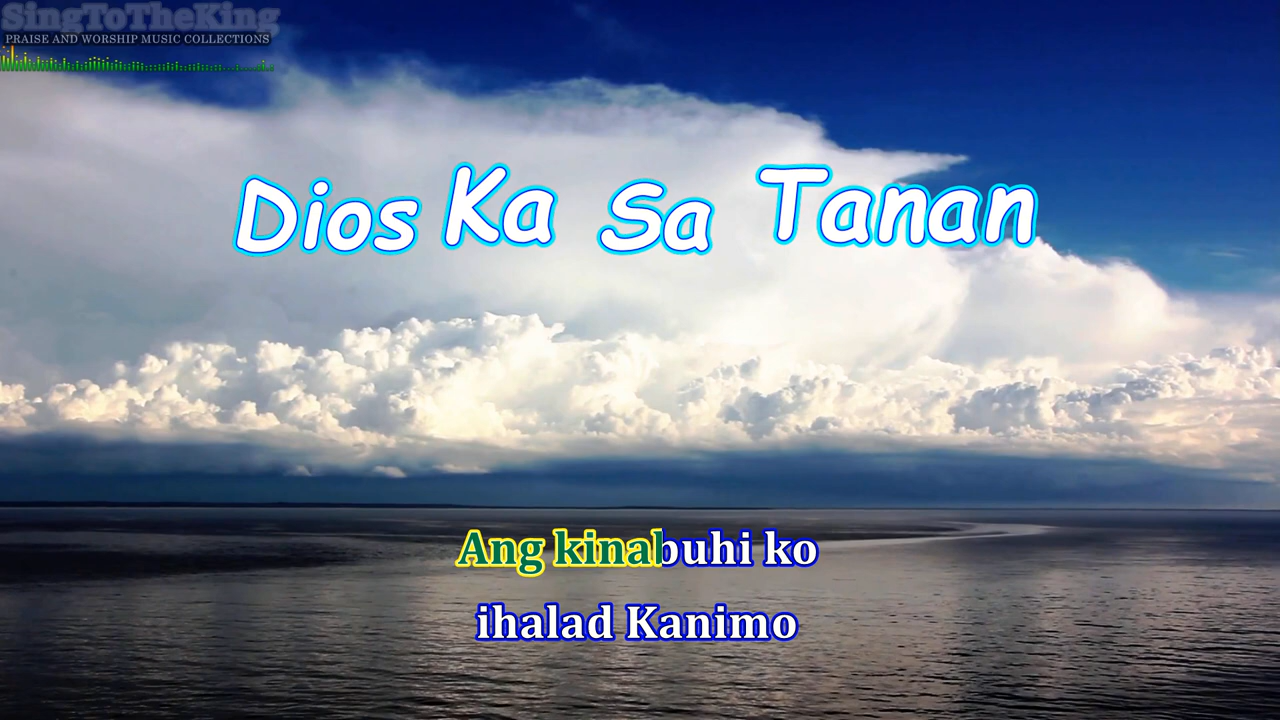 SingToTheKing
PRAISE AND WORSHIP MUSIC COLLECTIONS
Dios Ka Sa Tanan
Ang kinabuhi ko
ihalad Kanimo